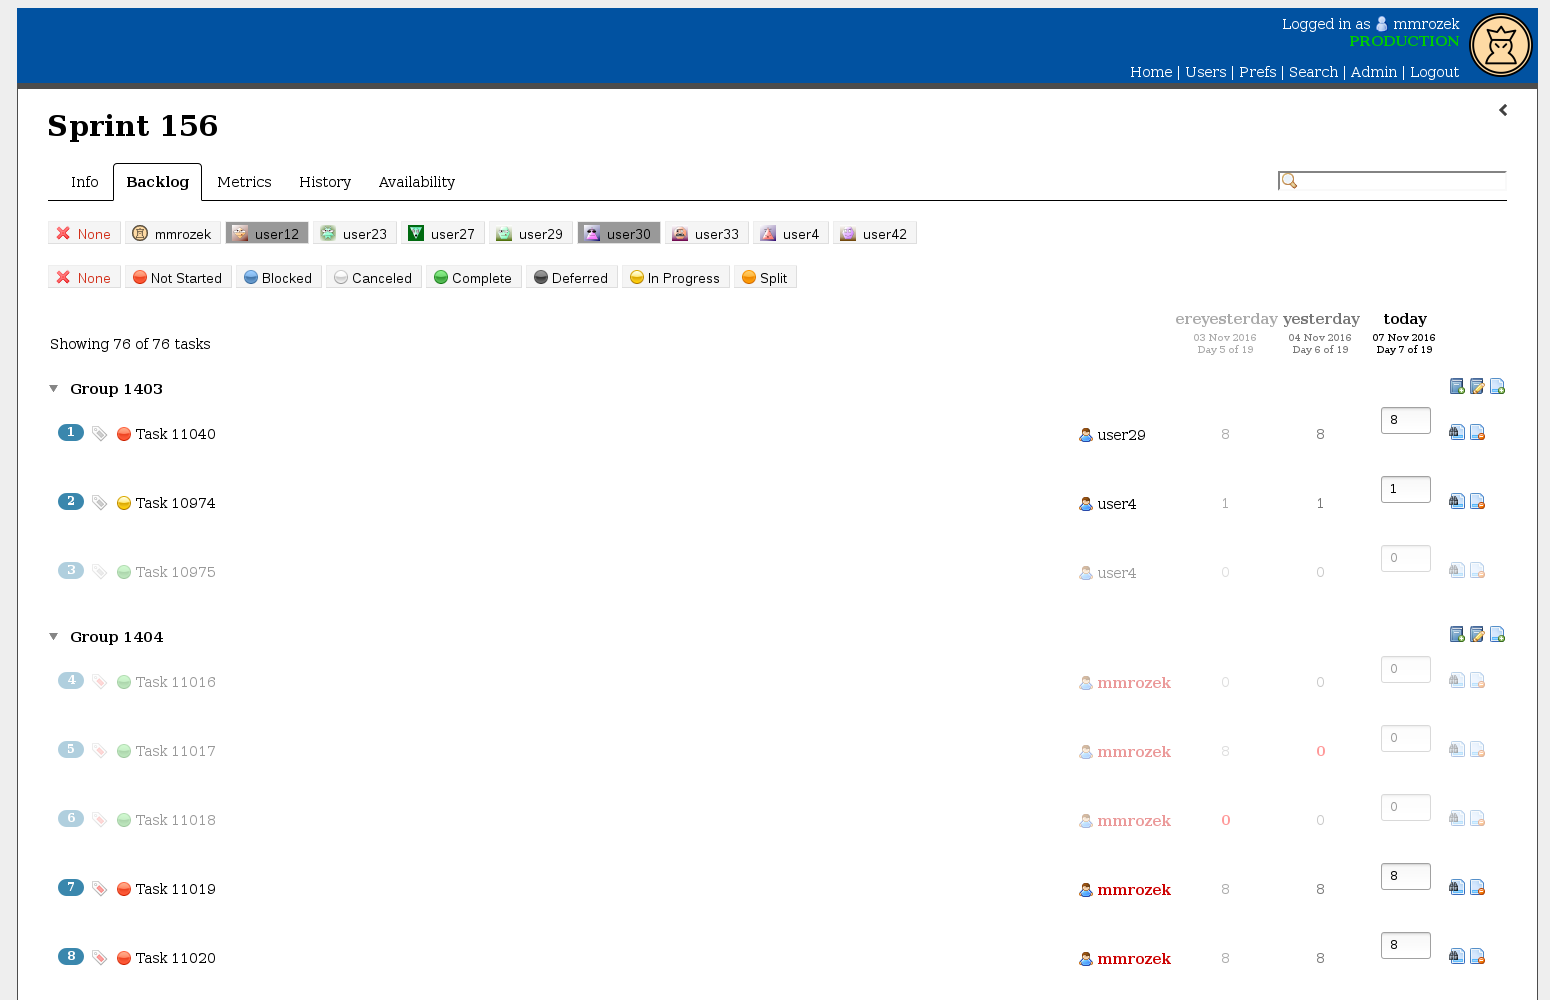 Logged in as mmrozek
PRODUCTION
Home | Users | Prefs | Search | Admin | Logout
Sprint 156
Info Backlog Metrics History Availability
None mmrozek user12 user23 user27 user29 user30 user33 user4 user42
None Not Started Blocked Canceled Complete Deferred In Progress Split
ereyesterday yesterday today
03 Nov 2016 04 Nov 2016 07 Nov 2016
Showing 76 of 76 tasks
Day 5 of 19 Day 6 of 19 Day 7 of 19
Group 1403
1 Task 11040 user29 8 8 8
2 Task 10974 user4 1 1 1
3 Task 10975 user4 0 0 0
Group 1404
4 Task 11016 mmrozek 0 0 0
5 Task 11017 mmrozek 8 0 0
6 Task 11018 mmrozek 0 0 0
7 Task 11019 mmrozek 8 8 8
8 Task 11020 mmrozek 8 8 8